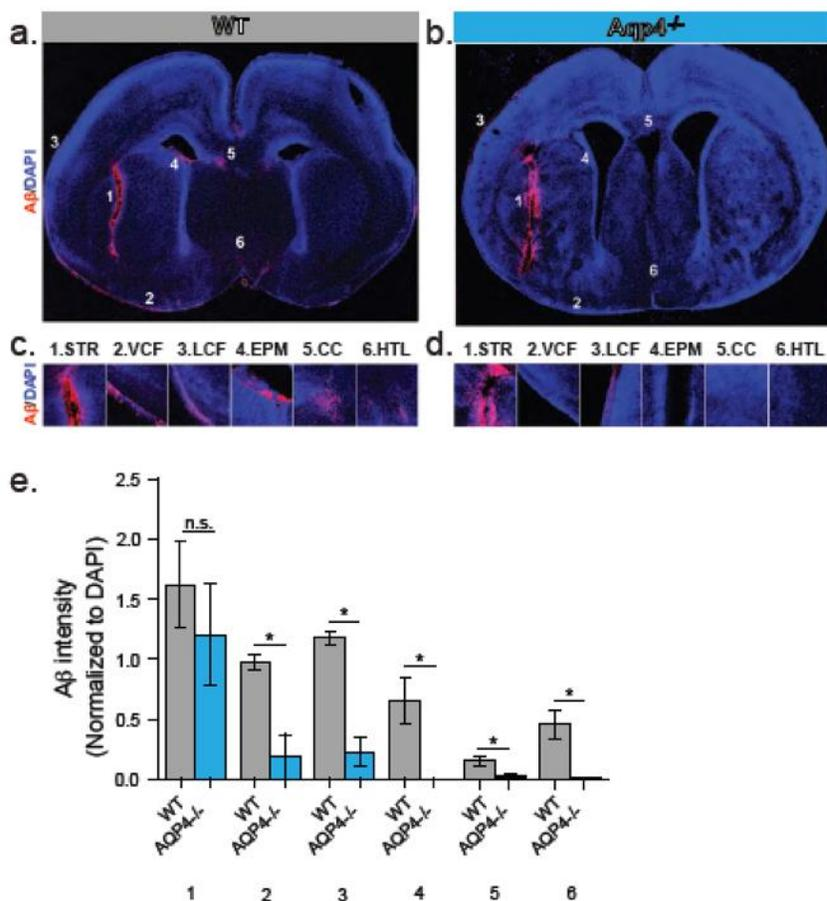 a. WT
b. Aqp4-/-
Aβ/DAPI
3
4
5
1
6
2
Aβ/DAPI
3
5
4
1
6
2
c. 1.STR 2.VCF 3.LCF 4.EPM 5.CC 6.HTL
Aβ/DAPI
d. 1.STR 2.VCF 3.LCF 4.EPM 5.CC 6.HTL
Aβ/DAPI
e.
Aβ intensity
(Normalized to DAPI)
2.5
2.0
1.5
1.0
0.5
0.0
n.s.
*
*
*
*
*
WT AQP4-/- WT AQP4-/- WT AQP4-/- WT AQP4-/- WT AQP4-/- WT AQP4-/-
1 2 3 4 5 6